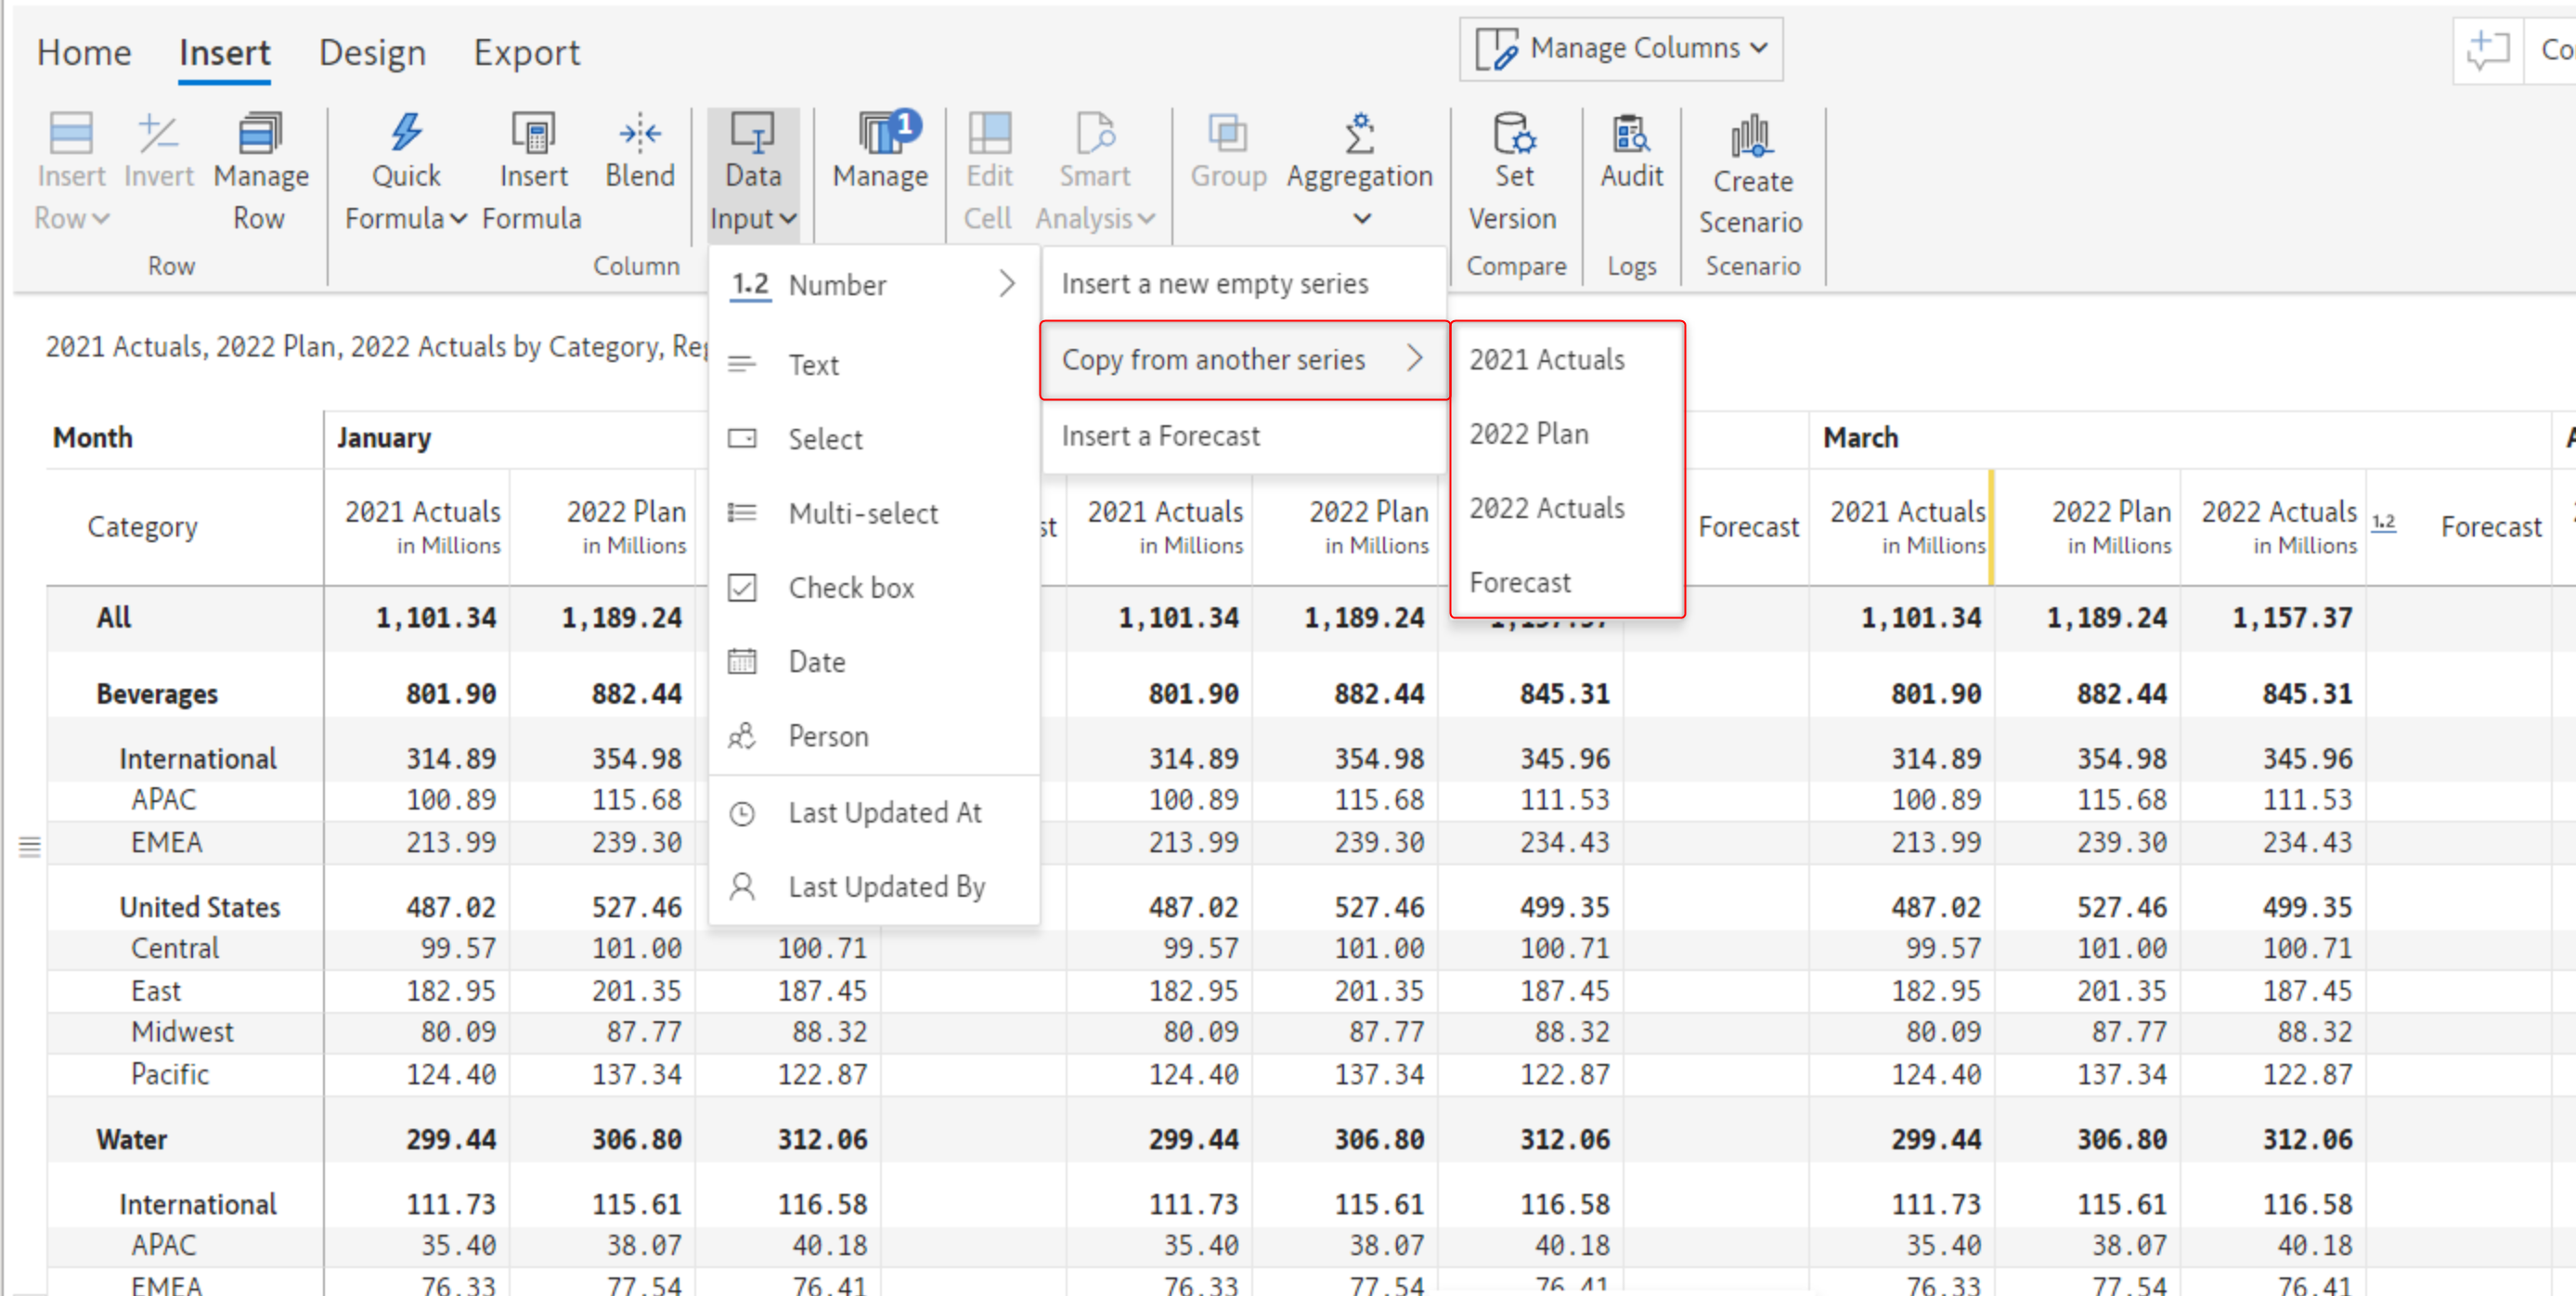 Home Insert Design Export
Manage Columns
Co
Insert Row
Invert
Manage Row
Quick Formula
Insert Formula
Blend
Data Input
Manage
1
Edit Cell
Smart Analysis
Group
Aggregation
Set Version
Audit
Create Scenario
Row
Column
Compare
Logs
Scenario
1.2 Number
Text
Select
Multi-select
Check box
Date
Person
Last Updated At
Last Updated By
Insert a new empty series
Copy from another series
Insert a Forecast
2021 Actuals
2022 Plan
2022 Actuals
Forecast
2021 Actuals, 2022 Plan, 2022 Actuals by Category,
Month January March
Category 2021 Actuals 2022 Plan st 2021 Actuals 2022 Plan Forecast 2021 Actuals 2022 Plan 2022 Actuals 1.2 Forecast
in Millions in Millions in Millions in Millions in Millions in Millions in Millions
All 1,101.34 1,189.24 1,101.34 1,189.24 1,101.34 1,189.24 1,157.37
Beverages 801.90 882.44 801.90 882.44 845.31 801.90 882.44 845.31
International 314.89 354.98 314.89 354.98 345.96 314.89 354.98 345.96
APAC 100.89 115.68 100.89 115.68 111.53 100.89 115.68 111.53
EMEA 213.99 239.30 213.99 239.30 234.43 213.99 239.30 234.43
United States 487.02 527.46 487.02 527.46 499.35 487.02 527.46 499.35
Central 99.57 101.00 100.71 99.57 101.00 100.71 99.57 101.00 100.71
East 182.95 201.35 187.45 182.95 201.35 187.45 182.95 201.35 187.45
Midwest 80.09 87.77 88.32 80.09 87.77 88.32 80.09 87.77 88.32
Pacific 124.40 137.34 122.87 124.40 137.34 122.87 124.40 137.34 122.87
Water 299.44 306.80 312.06 299.44 306.80 312.06 299.44 306.80 312.06
International 111.73 115.61 116.58 111.73 115.61 116.58 111.73 115.61 116.58
APAC 35.40 38.07 40.18 35.40 38.07 40.18 35.40 38.07 40.18
EMEA 76.33 77.54 76.41 76.33 77.54 76.41 76.33 77.54 76.41